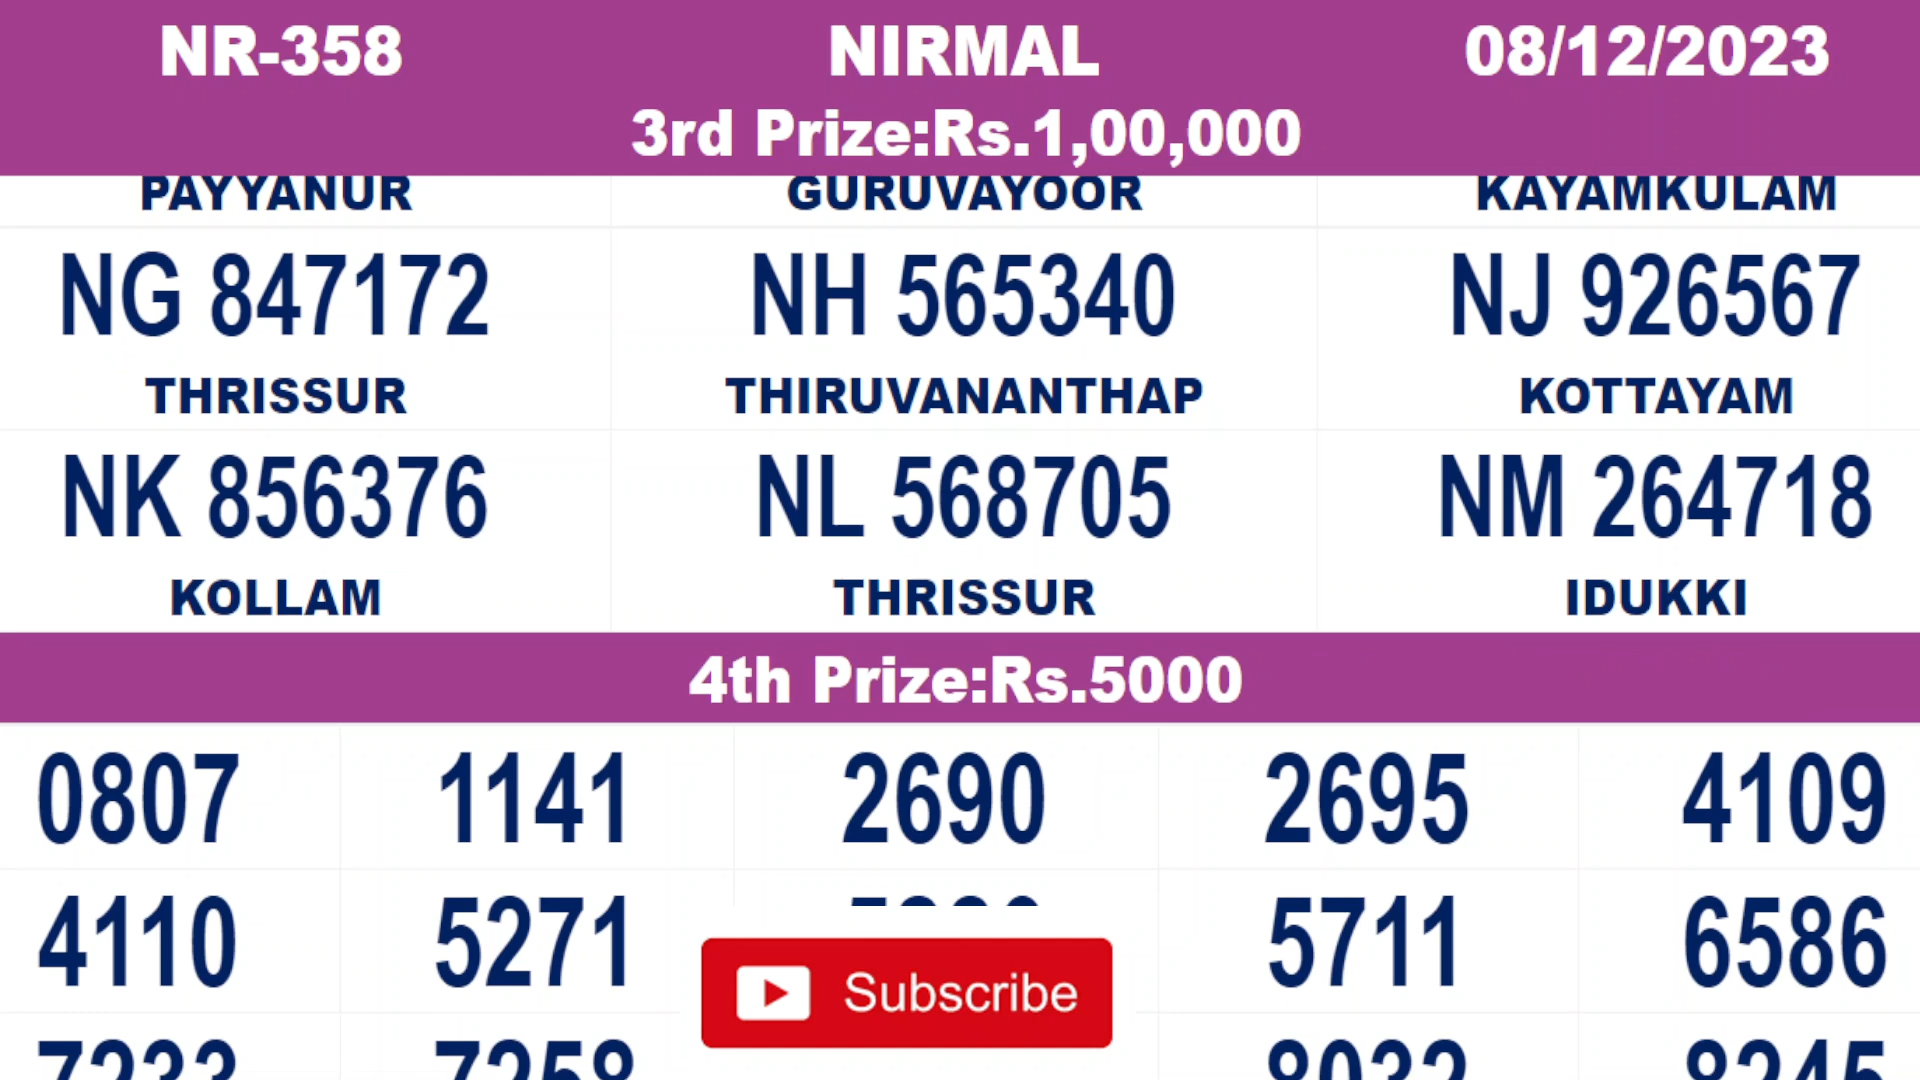 NR-358 NIRMAL 08/12/2023
3rd Prize:Rs.1,00,000
PAYYANUR GURUVAYOOR KAYAMKULAM
NG 847172 NH 565340 NJ 926567
THRISSUR THIRUVANANTHAP KOTTAYAM
NK 856376 NL 568705 NM 264718
KOLLAM THRISSUR IDUKKI
4th Prize:Rs.5000
0807 1141 2690 2695 4109
4110 5271 5711 6586
Subscribe